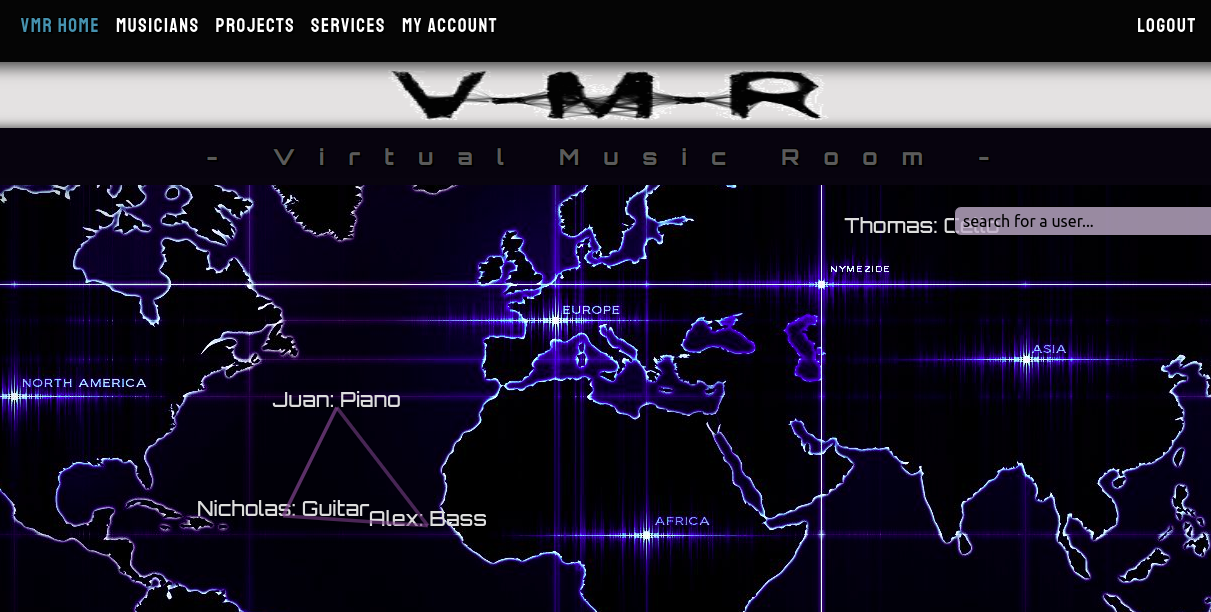 VMR HOME MUSICIANS PROJECTS SERVICES MY ACCOUNT LOGOUT
V-M-R
- Virtual Music Room -
Thomas: Cello
search for a user...
NYMEZIDE
EUROPE
ASIA
NORTH AMERICA
Juan: Piano
Nicholas: Guitar
Alex: Bass
AFRICA